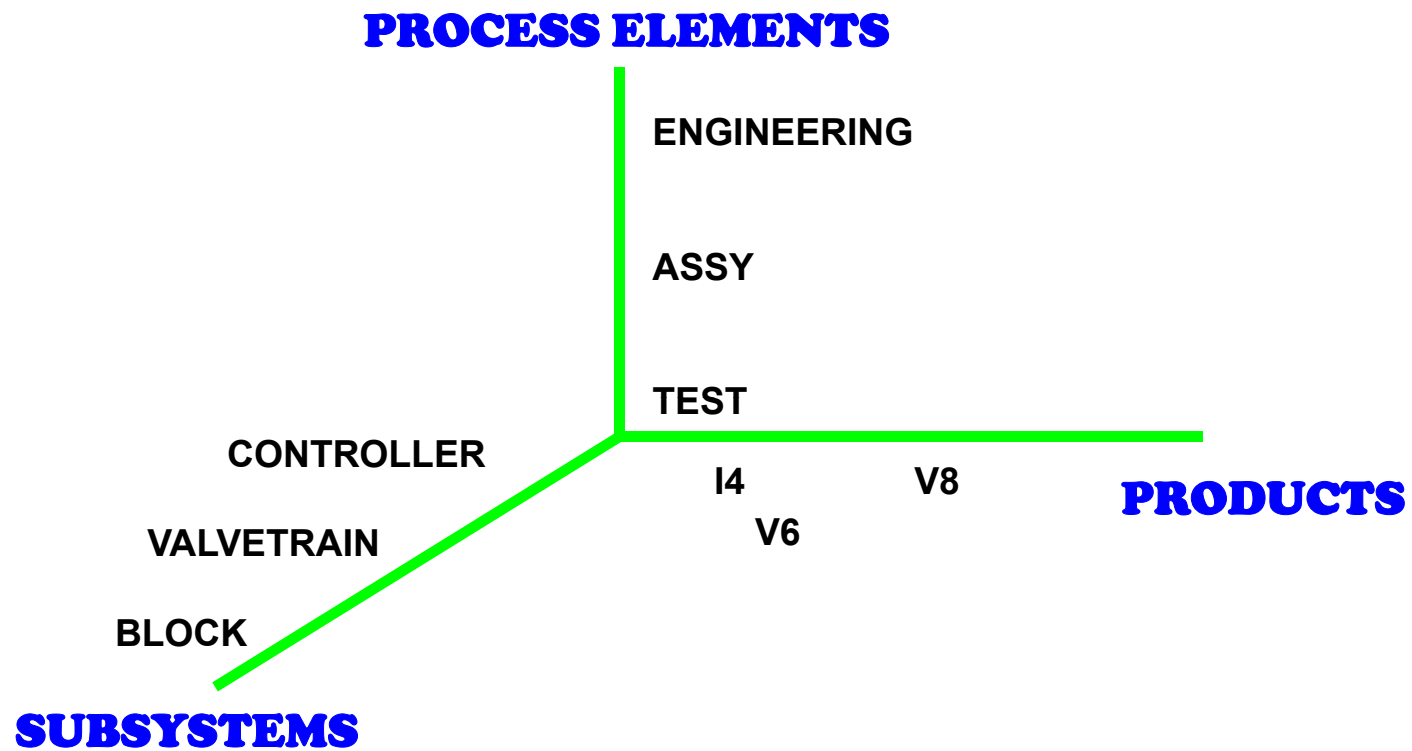 PROCESS ELEMENTS
ENGINEERING
ASSY
TEST
CONTROLLER
I4
V8
PRODUCTS
V6
VALVETRAIN
BLOCK
SUBSYSTEMS